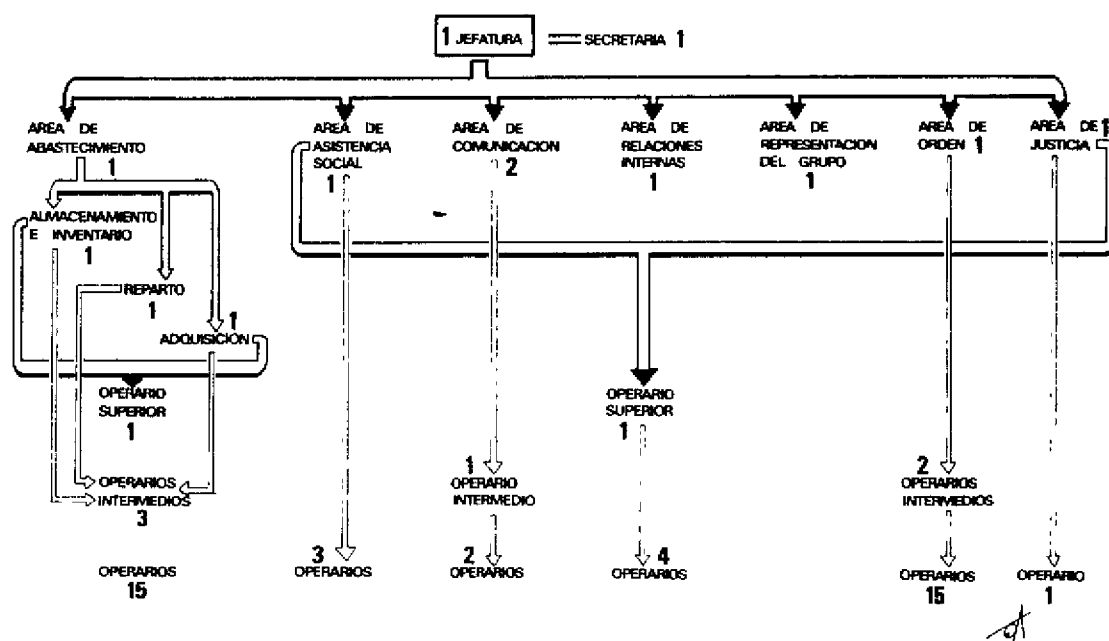 1 JEFATURA
SECRETARIA 1
AREA DE
ABASTECIMIENTO
1
AREA DE
ASISTENCIA
SOCIAL
1
AREA DE
COMUNICACION
2
AREA DE
RELACIONES
INTERNAS
1
AREA DE
REPRESENTACION
DEL GRUPO
1
AREA DE
ORDEN 1
AREA DE 1
JUSTICIA
ALMACENAMIENTO
E INVENTARIO
1
REPARTO
1
1
ADQUISICION
OPERARIO
SUPERIOR
1
OPERARIO
SUPERIOR
1
OPERARIOS
INTERMEDIOS
3
1
OPERARIO
INTERMEDIO
2
OPERARIOS
INTERMEDIOS
OPERARIOS
15
3
OPERARIOS
2
OPERARIOS
4
OPERARIOS
OPERARIOS
15
OPERARIO
1